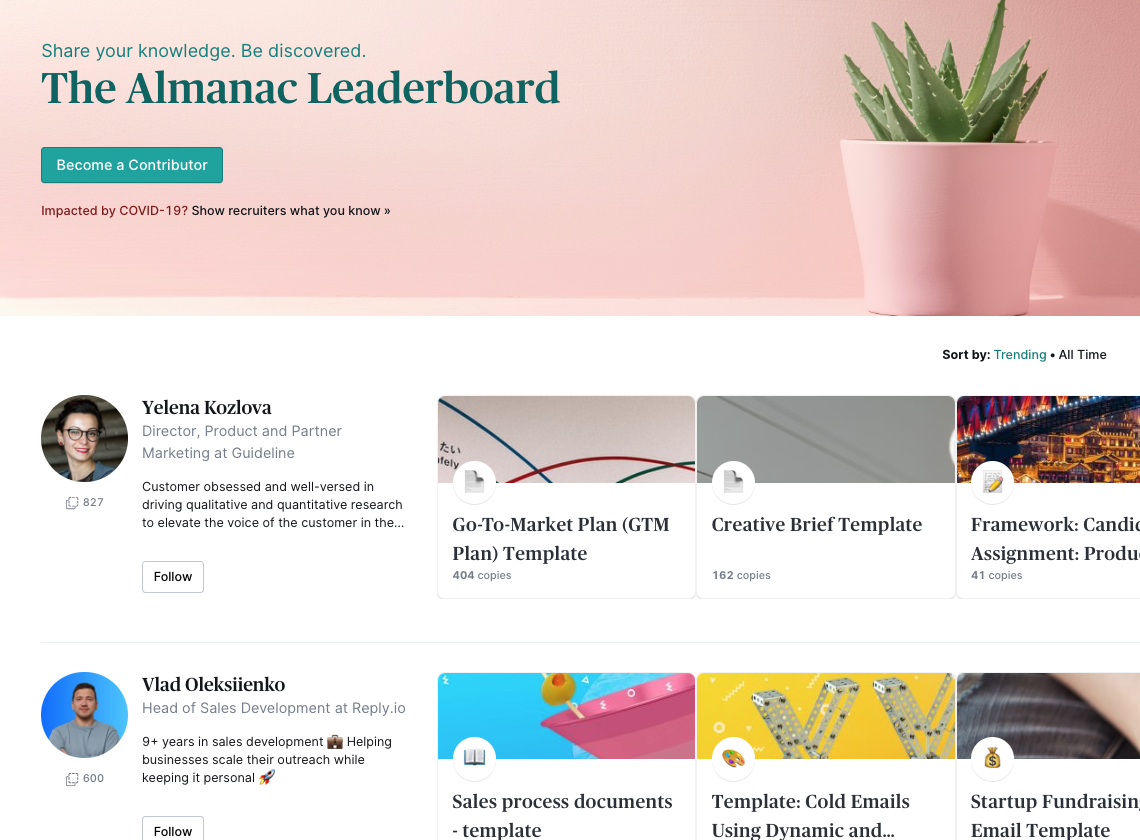 Share your knowledge. Be discovered.
The Almanac Leaderboard
Become a Contributor
Impacted by COVID-19? Show recruiters what you know »
Sort by: Trending • All Time
Yelena Kozlova
Director, Product and Partner
Marketing at Guideline
827
Customer obsessed and well-versed in
driving qualitative and quantitative research
to elevate the voice of the customer in the...
Follow
たい
Go-To-Market Plan (GTM
Plan) Template
404 copies
Creative Brief Template
162 copies
Framework:
Assignment:
41 copies
Vlad Oleksiienko
Head of Sales Development at Reply.io
600
9+ years in sales development 💼 Helping
businesses scale their outreach while
keeping it personal 🚀
Follow
Sales process documents
- template
Template: Cold Emails
Using Dynamic and...
Startup Fundraising
Email Template